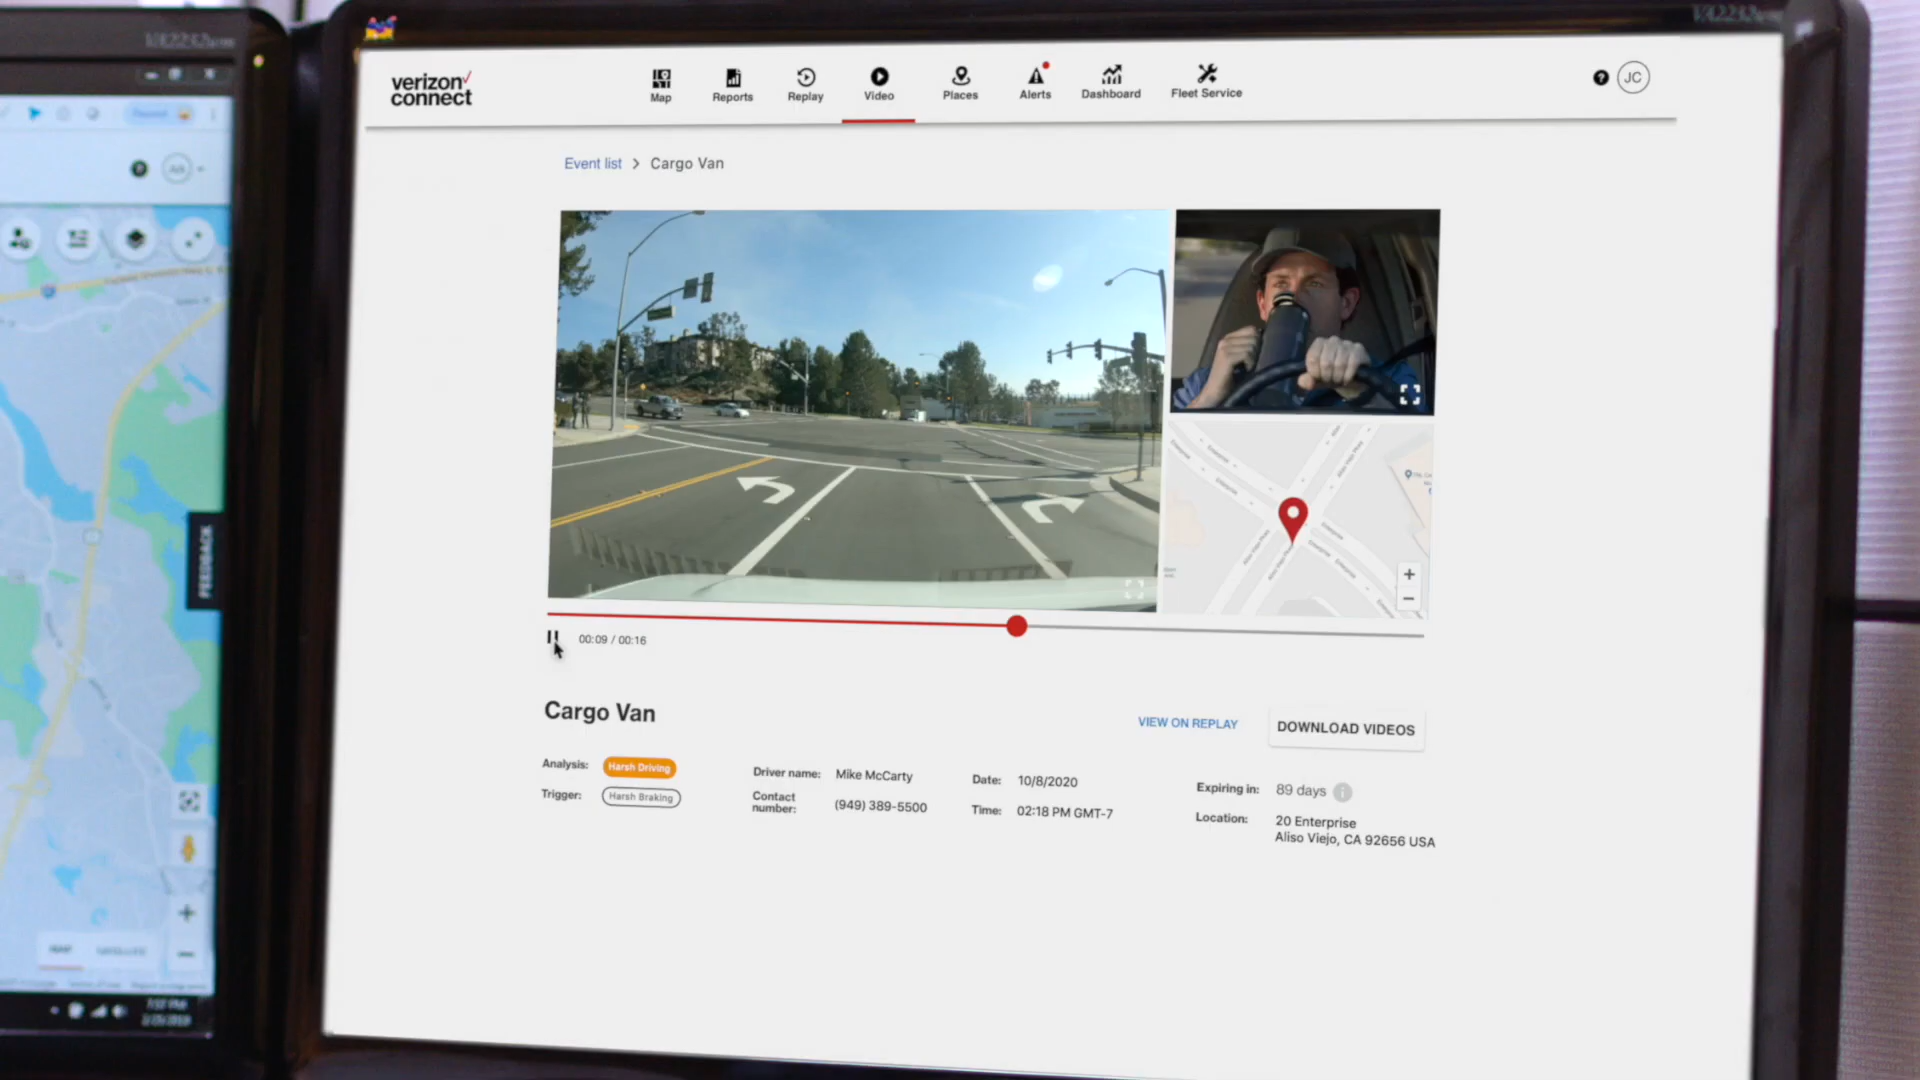 verizon✓
connect
Map
Reports
Replay
Video
Places
Alerts
Dashboard
Fleet Service
?
JC
Event list > Cargo Van
FEEDBACK
+
−
00:09 / 00:16
Cargo Van
VIEW ON REPLAY
DOWNLOAD VIDEOS
Analysis: Harsh Driving
Trigger: Harsh Braking
Driver name: Mike McCarty
Contact
number: (949) 389-5500
Date: 10/8/2020
Time: 02:18 PM GMT-7
Expiring in: 89 days i
Location: 20 Enterprise
Aliso Viejo, CA 92656 USA
MAP
SATELLITE